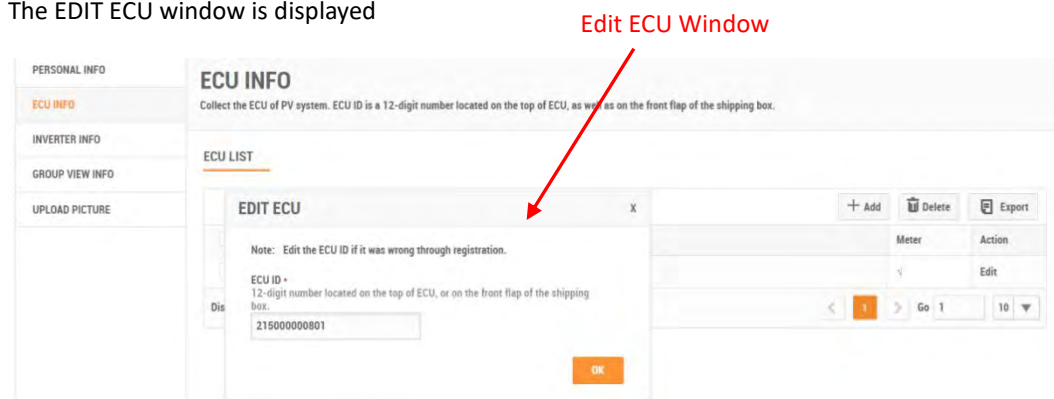 The EDIT ECU window is displayed
Edit ECU Window
PERSONAL INFO
ECU INFO
INVERTER INFO
GROUP VIEW INFO
UPLOAD PICTURE
ECU INFO
Collect the ECU of PV system. ECU ID is a 12-digit number located on the top of ECU, as well as on the front flap of the shipping box.
ECU LIST
+ Add Delete Export
Meter Action
√ Edit
Dis
< 1 > Go 1 10 ▼
EDIT ECU X
Note: Edit the ECU ID if it was wrong through registration.
ECU ID •
12-digit number located on the top of ECU, or on the front flap of the shipping
box.
215000000801
OK